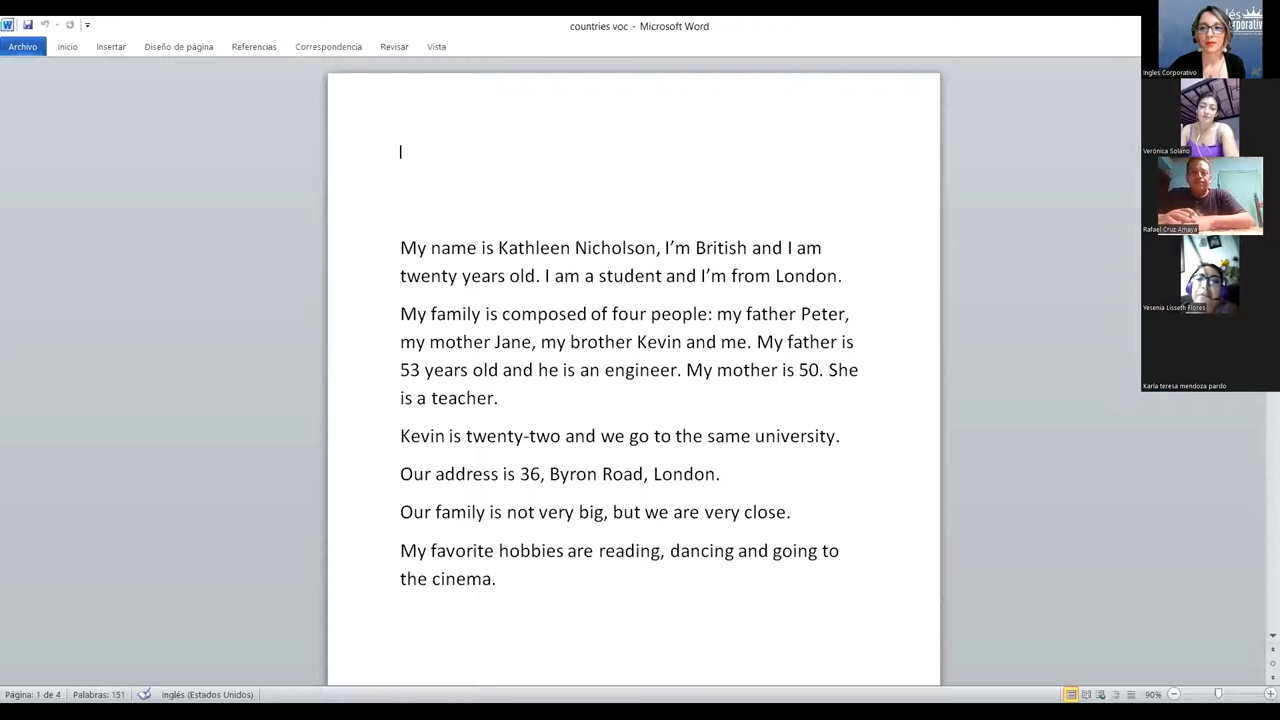 countries voc - Microsoft Word
Archivo Inicio Insertar Diseño de página Referencias Correspondencia Revisar Vista
My name is Kathleen Nicholson, I'm British and I am
twenty years old. I am a student and I'm from London.
My family is composed of four people: my father Peter,
my mother Jane, my brother Kevin and me. My father is
53 years old and he is an engineer. My mother is 50. She
is a teacher.
Kevin is twenty-two and we go to the same university.
Our address is 36, Byron Road, London.
Our family is not very big, but we are very close.
My favorite hobbies are reading, dancing and going to
the cinema.
Ingles Corporativo
Verónica Solano
Rafael Cruz Amaya
Yesenia Lisseth Flores
Karla teresa mendoza pardo
Página: 1 de 4 Palabras: 151 Inglés (Estados Unidos) 90%